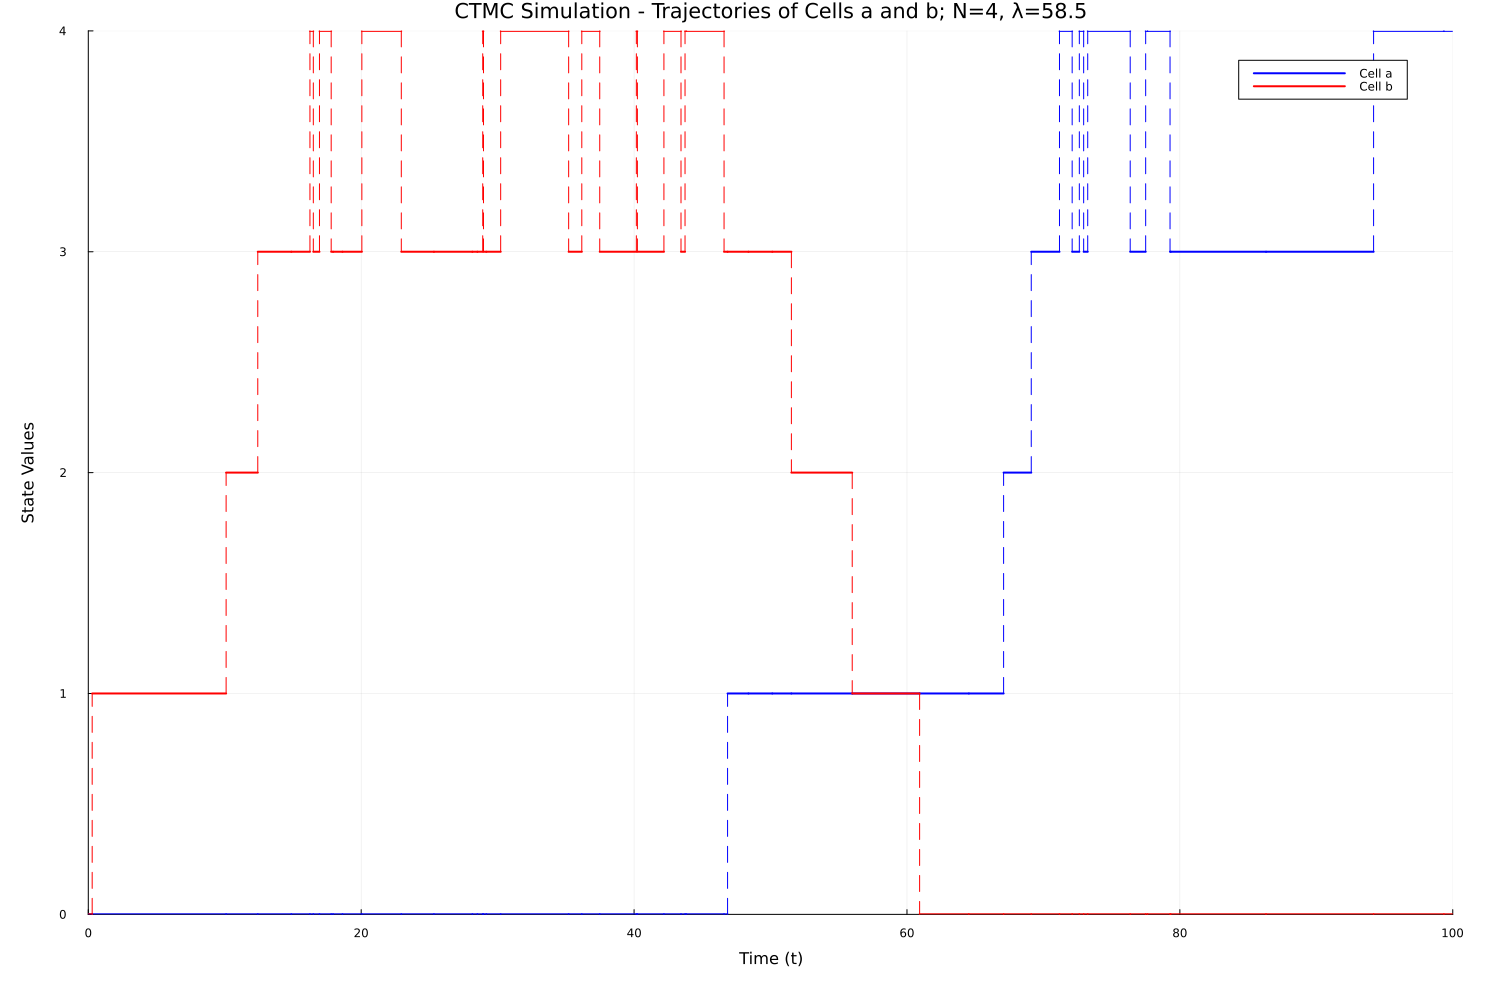 CTMC Simulation - Trajectories of Cells a and b; N=4, λ=58.5
4
Cell a
Cell b
3
State Values
2
1
0
0 20 40 60 80 100
Time (t)